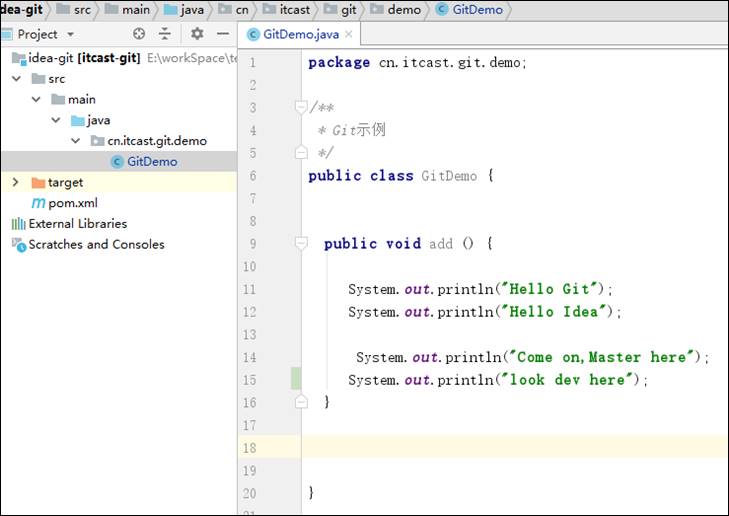 dea-git src main java cn itcast git demo GitDemo
Project
GitDemo.java
idea-git [itcast-git] E:\workSpace\te
src
main
java
cn.itcast.git.demo
GitDemo
target
pom.xml
External Libraries
Scratches and Consoles
1 package cn.itcast.git.demo;
2
3 /**
4 * Git示例
5 */
6 public class GitDemo {
7
8
9 public void add () {
10
11 System.out.println("Hello Git");
12 System.out.println("Hello Idea");
13
14 System.out.println("Come on,Master here");
15 System.out.println("look dev here");
16 }
17
18
19
20 }